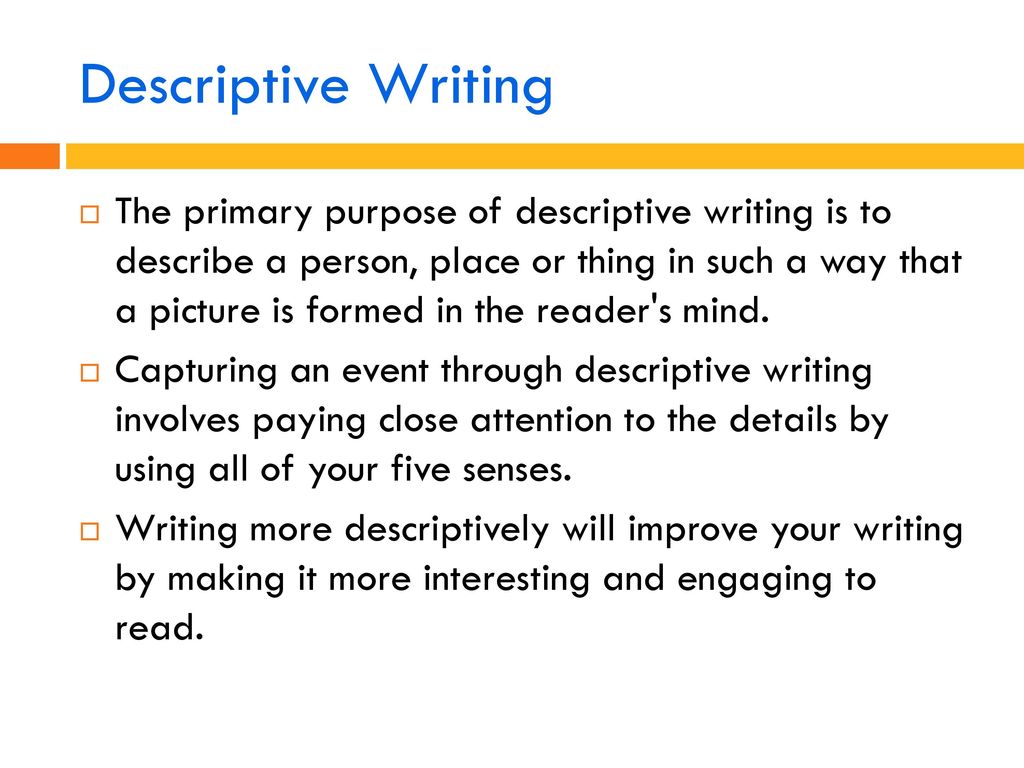 Descriptive Writing
The primary purpose of descriptive writing is to
describe a person, place or thing in such a way that
a picture is formed in the reader's mind.
Capturing an event through descriptive writing
involves paying close attention to the details by
using all of your five senses.
Writing more descriptively will improve your writing
by making it more interesting and engaging to
read.